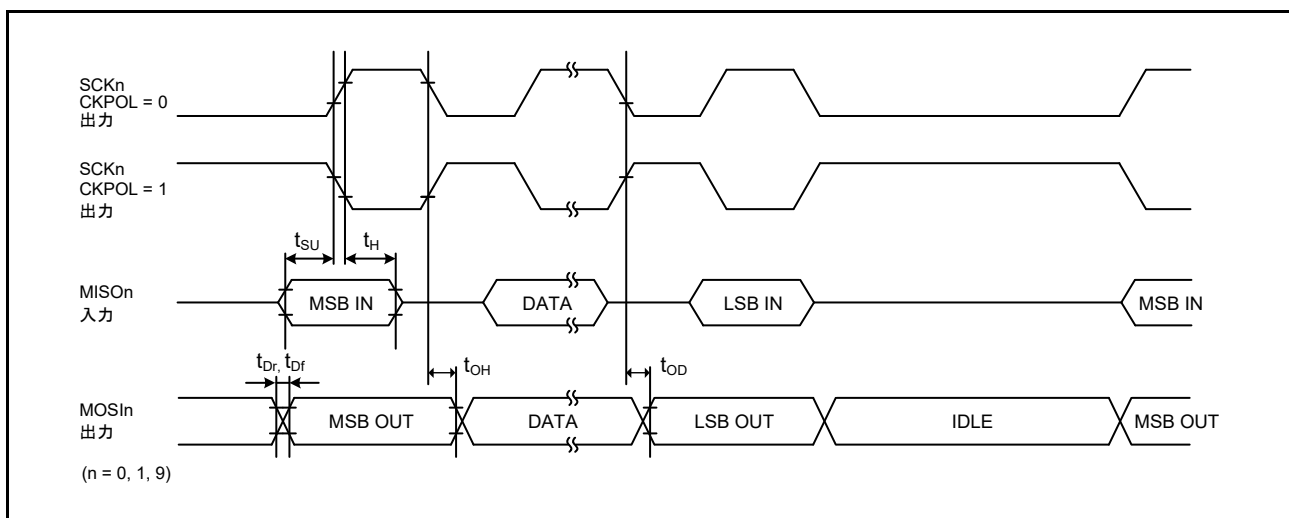 SCKn
CKPOL = 0
出力
SCKn
CKPOL = 1
出力
tSU
tH
MISOn
入力
MSB IN
DATA
LSB IN
MSB IN
tDr, tDf
tOH
tOD
MOSIn
出力
MSB OUT
DATA
LSB OUT
IDLE
MSB OUT
(n = 0, 1, 9)